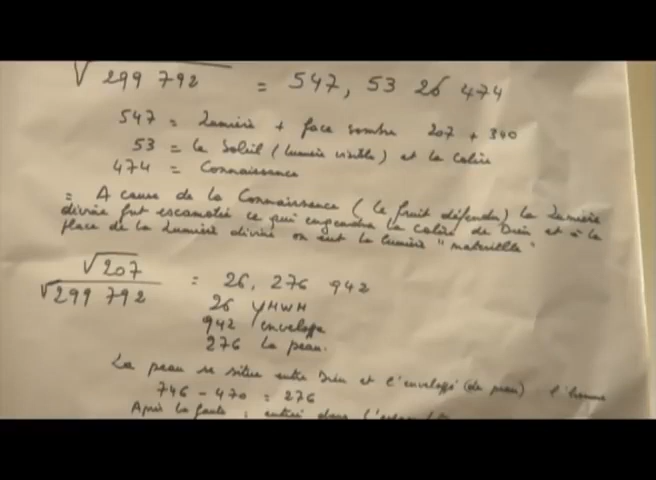 √299 792 = 547, 53 26 474
547 = Lumière + face sombre 207 + 340
53 = le Soleil (lumière visible) et la Colère
474 = Connaissance
= A cause de la Connaissance (le fruit défendu) la Lumière
divine fut escamotée ce qui engendra la colère de Dieu et à la
place de la Lumière divine on eut la lumière "materielle"
√207
√299 792 = 26, 276 942
26 YHWH
942 enveloppe
276 La peau.
La peau se situe entre Dieu et l'enveloppe (de peau) l'homme
746 - 470 = 276
Après la faute, entrée dans